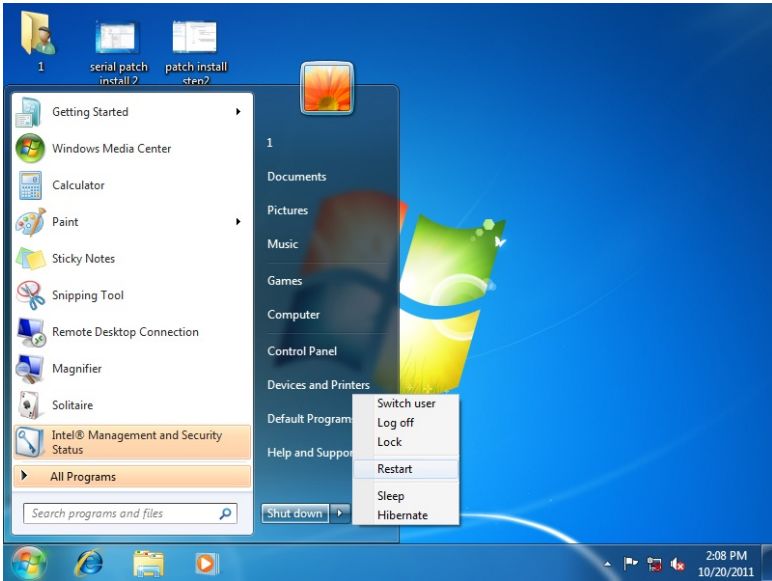 1
serial patch
install 2
patch install
step2
Getting Started
Windows Media Center
Calculator
Paint
Sticky Notes
Snipping Tool
Remote Desktop Connection
Magnifier
Solitaire
Intel® Management and Security
Status
All Programs
Search programs and files
1
Documents
Pictures
Music
Games
Computer
Control Panel
Devices and Printers
Default Program
Help and Suppor
Shut down
Switch user
Log off
Lock
Restart
Sleep
Hibernate
2:08 PM
10/20/2011